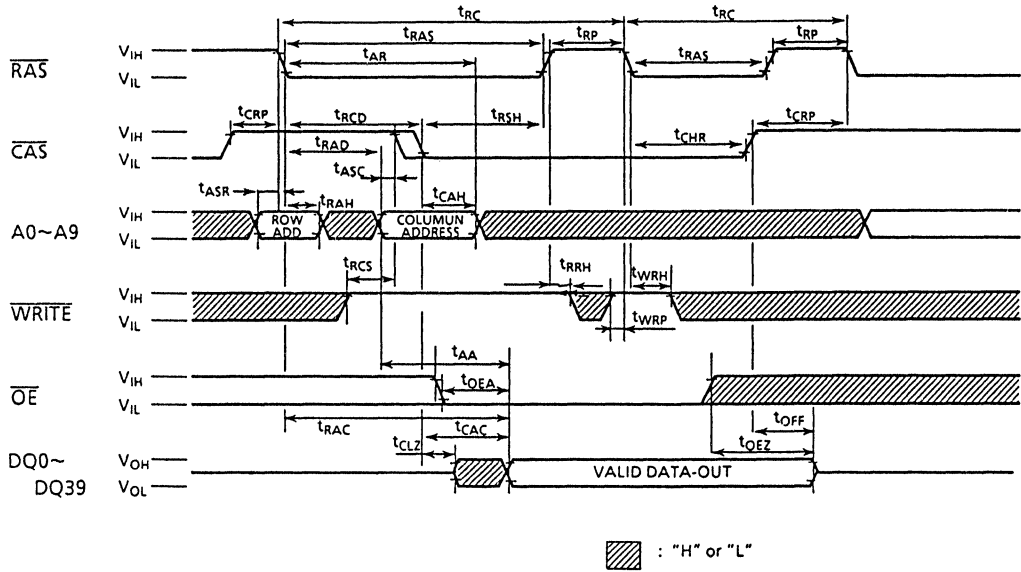 tRC tRC
tRAS tRP tRP
tAR tRAS
RAS VIH
VIL
tCRP tRCD tRSH tCRP
CAS VIH
VIL
tRAD tCHR
tASC
tASR tRAH tCAH
A0~A9 VIH
VIL
ROW ADD
COLUMUN ADDRESS
tRCS tRRH tWRH
WRITE VIH
VIL
tWRP
tAA
OE VIH
VIL
tOEA
tRAC tCAC tOFF
tCLZ tOEZ
DQ0~
DQ39
VOH
VOL
VALID DATA-OUT
: "H" or "L"